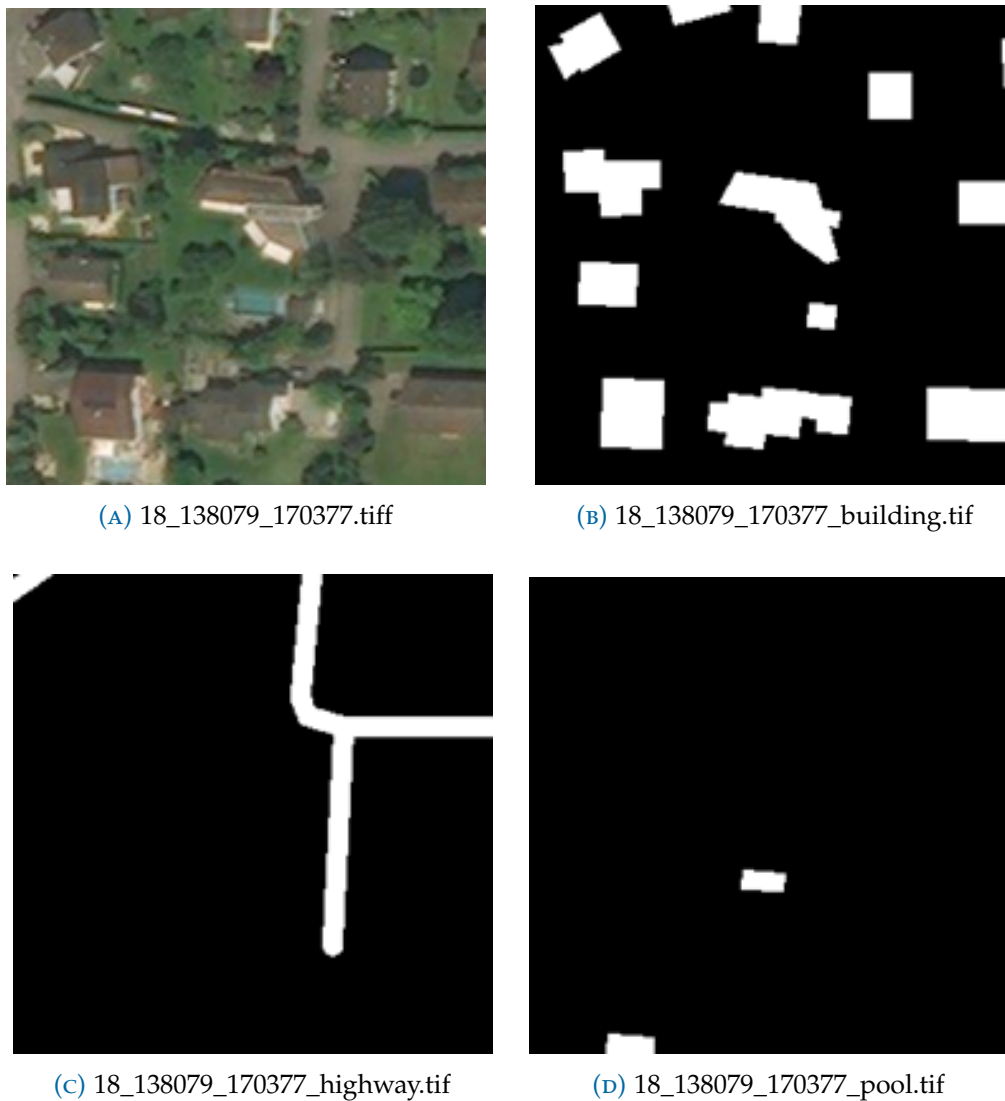 (A) 18_138079_170377.tiff
(B) 18_138079_170377_building.tif
(C) 18_138079_170377_highway.tif
(D) 18_138079_170377_pool.tif